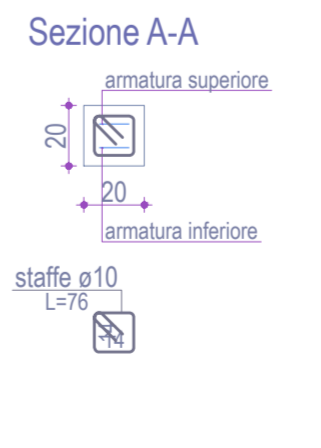 Sezione A-A
armatura superiore
20
20
armatura inferiore
staffe ø10
L=76
14